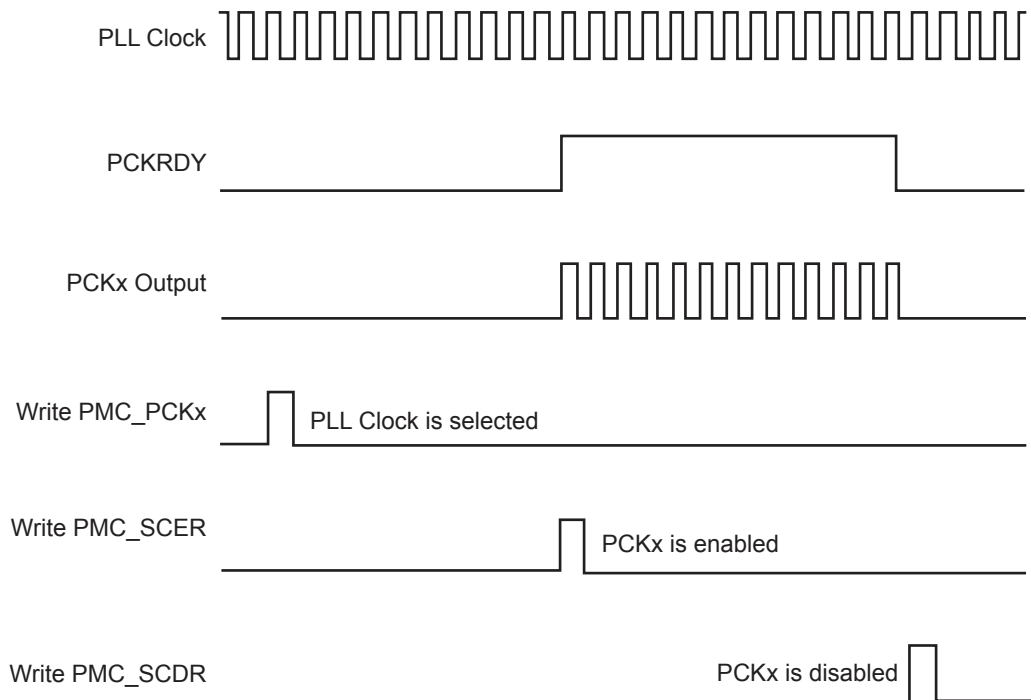 PLL Clock
PCKRDY
PCKx Output
Write PMC_PCKx
PLL Clock is selected
Write PMC_SCER
PCKx is enabled
Write PMC_SCDR
PCKx is disabled